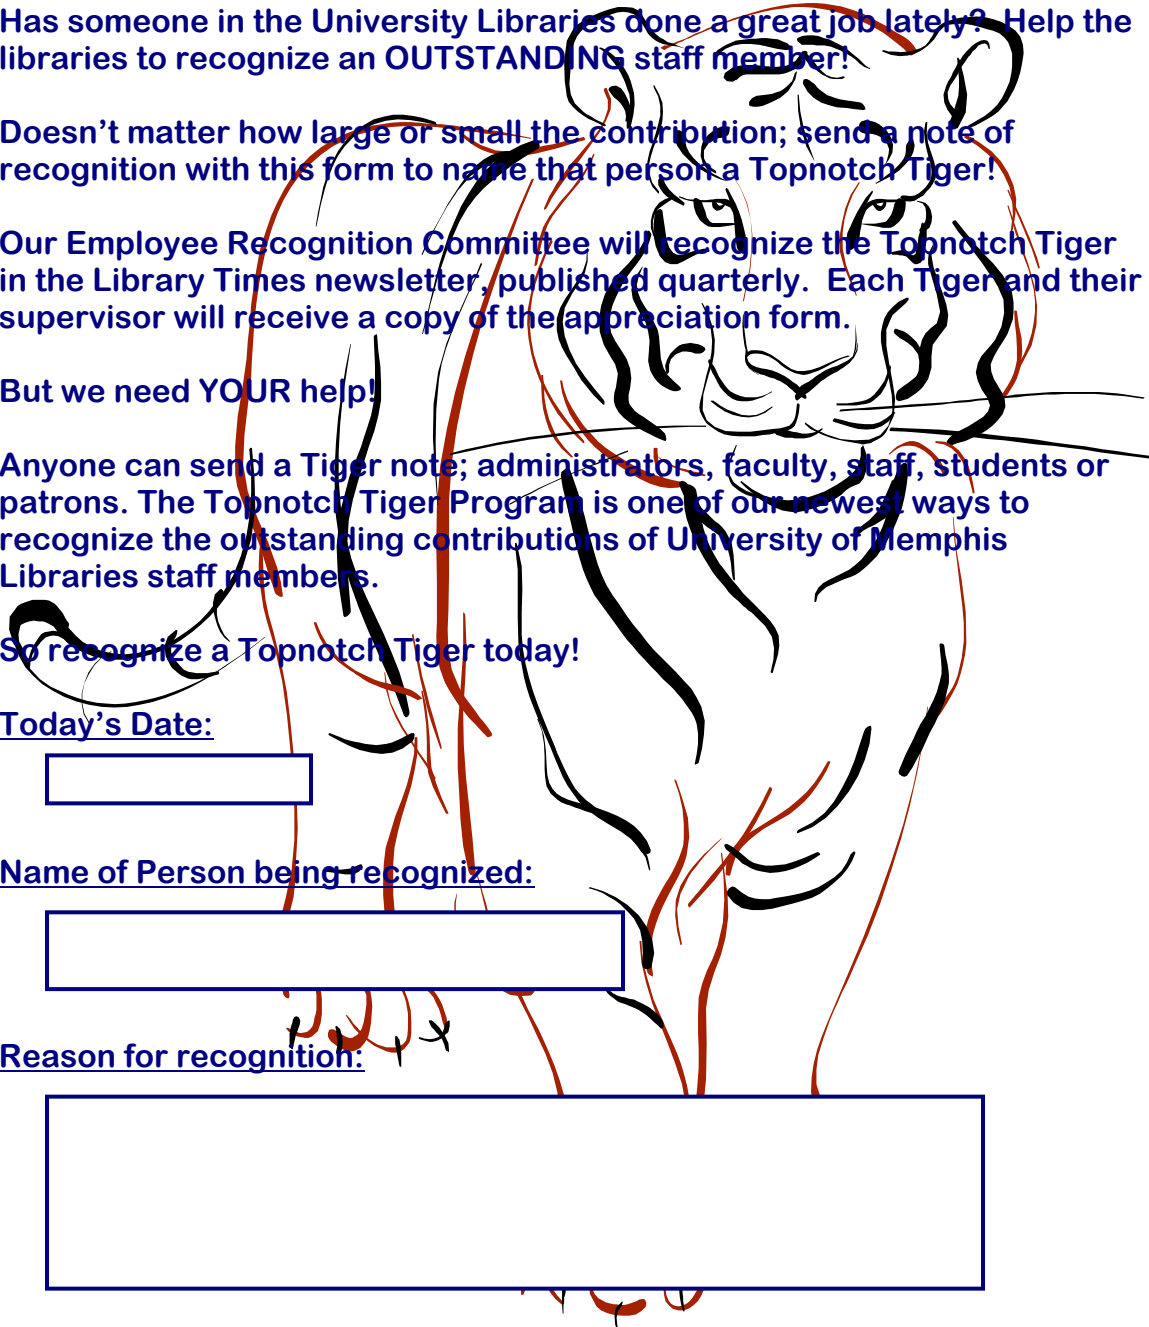 Has someone in the University Libraries done a great job lately?  Help the
libraries to recognize an OUTSTANDING staff member!
Doesn’t matter how large or small the contribution; send a note of
recognition with this form to name that person a Topnotch Tiger!
Our Employee Recognition Committee will recognize the Topnotch Tiger
in the Library Times newsletter, published quarterly.  Each Tiger and their
supervisor will receive a copy of the appreciation form.
But we need YOUR help!
Anyone can send a Tiger note; administrators, faculty, staff, students or
patrons. The Topnotch Tiger Program is one of our newest ways to
recognize the outstanding contributions of University of Memphis
Libraries staff members.
So recognize a Topnotch Tiger today!
Today’s Date:
Name of Person being recognized:
Reason for recognition: